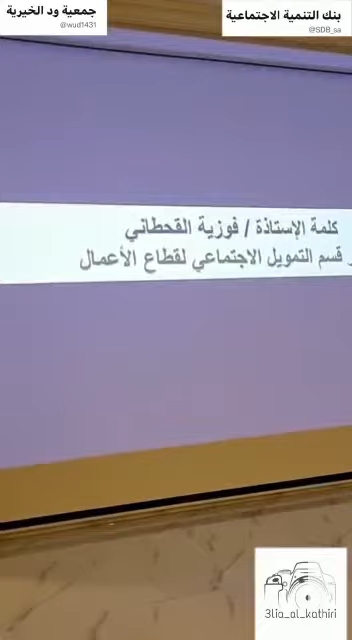 بنك التنمية الاجتماعية
@SDB_sa
جمعية ود الخيرية
@wud1431
كلمة الإستاذة / فوزية القحطاني
قسم التمويل الاجتماعي لقطاع الأعمال
3lia_al_kathiri